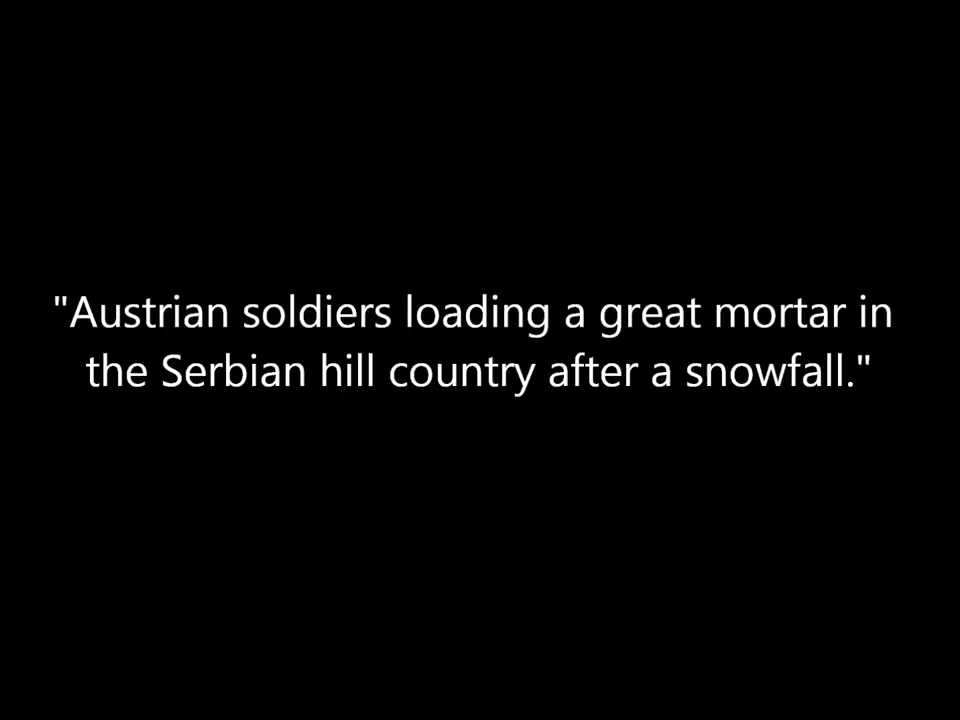 "Austrian soldiers loading a great mortar in
the Serbian hill country after a snowfall."